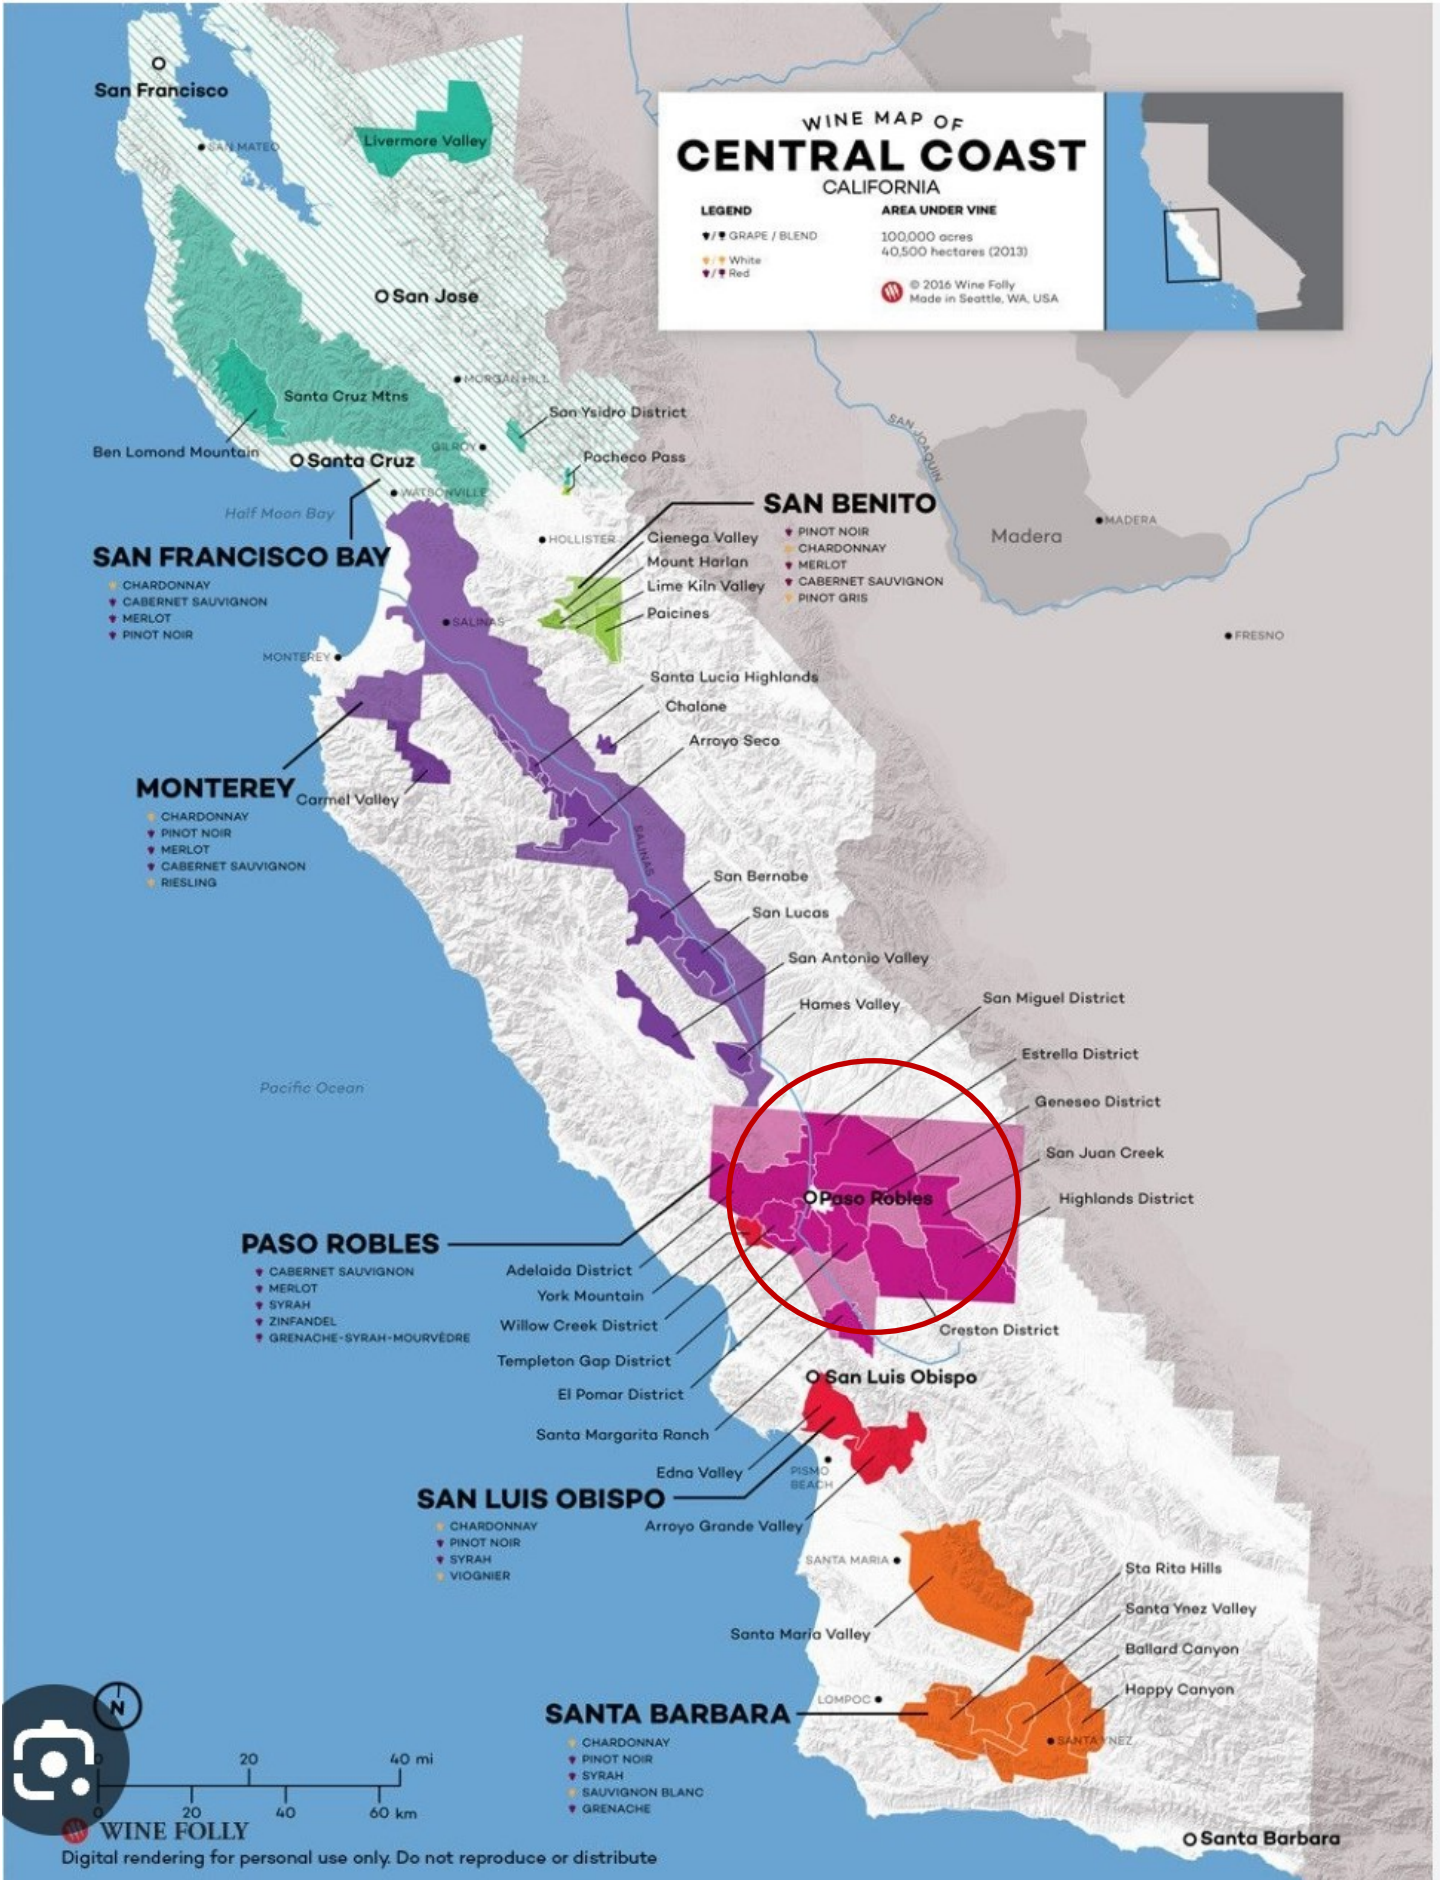 San Francisco
SAN MATEO
Livermore Valley
WINE MAP OF
CENTRAL COAST
CALIFORNIA
LEGEND
GRAPE / BLEND
White
Red
AREA UNDER VINE
100,000 acres
40,500 hectares (2013)
© 2016 Wine Folly
Made in Seattle, WA, USA
San Jose
MORGAN HILL
Santa Cruz Mtns
San Ysidro District
Ben Lomond Mountain
GILROY
Santa Cruz
Pacheco Pass
WATSONVILLE
Half Moon Bay
SAN JOAQUIN
Madera
MADERA
FRESNO
SAN FRANCISCO BAY
CHARDONNAY
CABERNET SAUVIGNON
MERLOT
PINOT NOIR
HOLLISTER
SAN BENITO
PINOT NOIR
CHARDONNAY
MERLOT
CABERNET SAUVIGNON
PINOT GRIS
Cienega Valley
Mount Harlan
Lime Kiln Valley
Paicines
SALINAS
MONTEREY
Santa Lucia Highlands
Chalone
Arroyo Seco
MONTEREY
CHARDONNAY
PINOT NOIR
MERLOT
CABERNET SAUVIGNON
RIESLING
Carmel Valley
SALINAS
San Bernabe
San Lucas
San Antonio Valley
Hames Valley
San Miguel District
Estrella District
Geneseo District
San Juan Creek
Highlands District
Pacific Ocean
Paso Robles
PASO ROBLES
CABERNET SAUVIGNON
MERLOT
SYRAH
ZINFANDEL
GRENACHE-SYRAH-MOURVÈDRE
Adelaida District
York Mountain
Willow Creek District
Templeton Gap District
El Pomar District
Santa Margarita Ranch
Creston District
San Luis Obispo
Edna Valley
PISMO
BEACH
SAN LUIS OBISPO
CHARDONNAY
PINOT NOIR
SYRAH
VIOGNIER
Arroyo Grande Valley
SANTA MARIA
Santa Maria Valley
Sta Rita Hills
Santa Ynez Valley
Ballard Canyon
Happy Canyon
LOMPOC
SANTA YNEZ
SANTA BARBARA
CHARDONNAY
PINOT NOIR
SYRAH
SAUVIGNON BLANC
GRENACHE
Santa Barbara
N
0 20 40 mi
0 20 40 60 km
WINE FOLLY
Digital rendering for personal use only. Do not reproduce or distribute